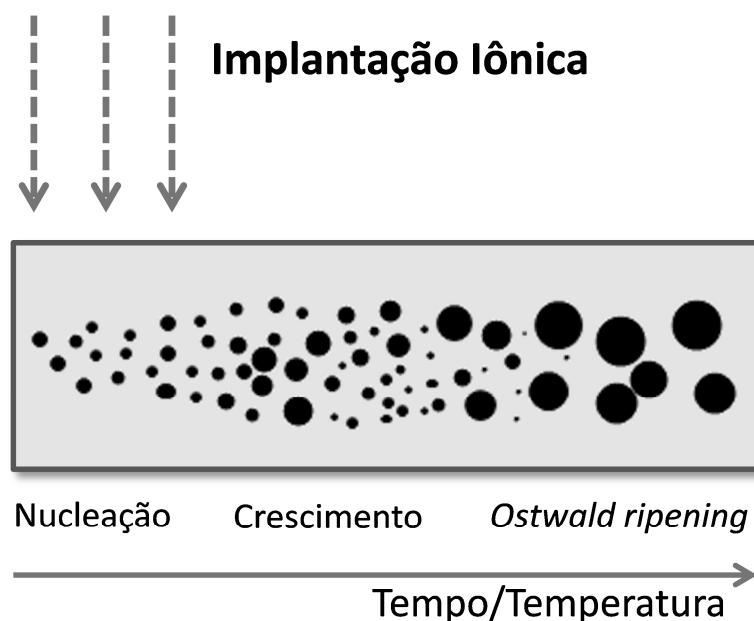 Implantação Iônica
Nucleação Crescimento Ostwald ripening
Tempo/Temperatura